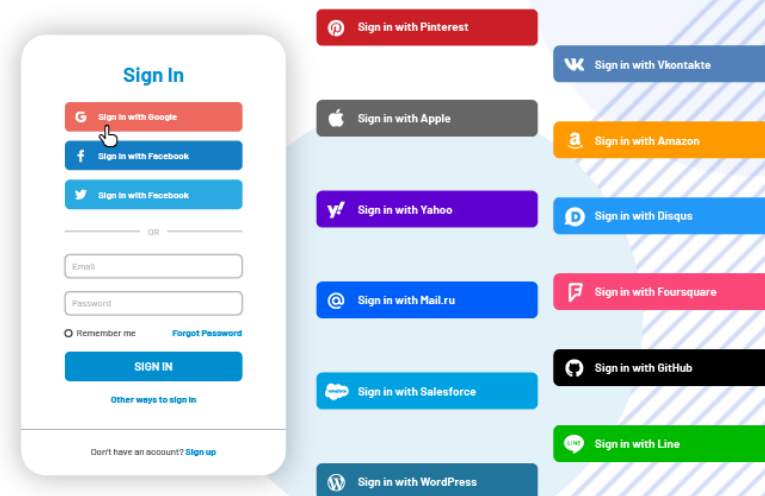 Sign In
Sign In with Google
Sign In with Facebook
Sign In with Facebook
OR
Email
Password
Remember me
Forgot Password
SIGN IN
Other ways to sign in
Don't have an account? Sign up
Sign in with Pinterest
Sign in with Apple
Sign in with Yahoo
Sign in with Mail.ru
Sign in with Salesforce
Sign in with WordPress
Sign in with Vkontakte
Sign in with Amazon
Sign in with Disqus
Sign in with Foursquare
Sign in with GitHub
LINE
Sign in with Line